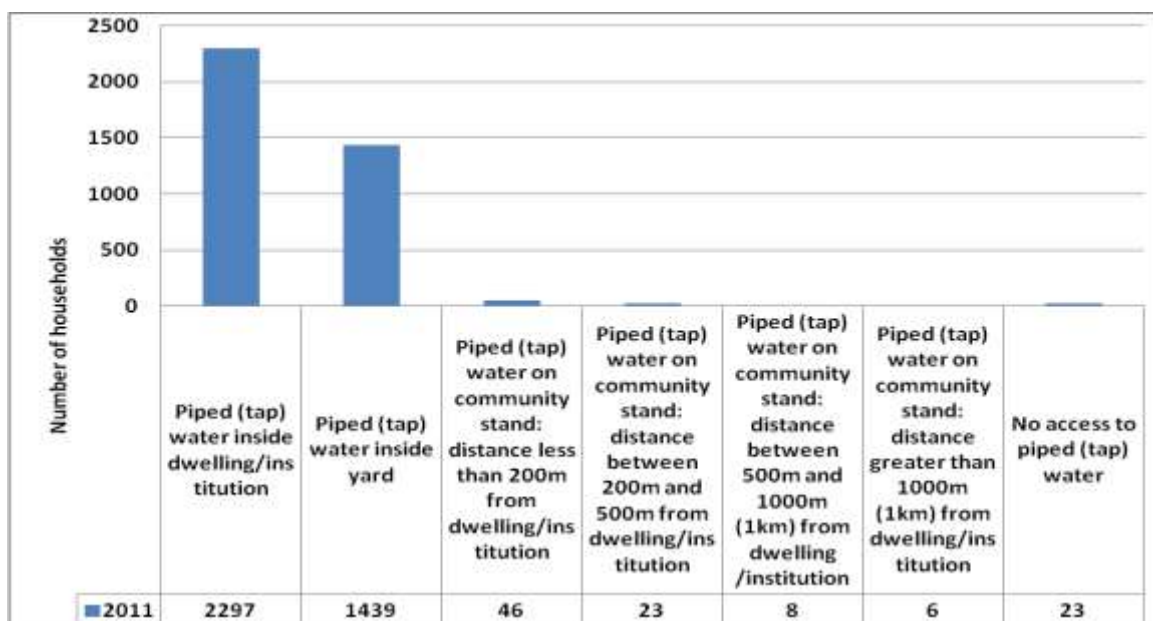 2500
2000
1500
1000
500
0
Number of households
Piped (tap)
water inside
dwelling/ins
titution
Piped (tap)
water inside
yard
Piped (tap)
water on
community
stand:
distance less
than 200m
from
dwelling/ins
titution
Piped (tap)
water on
community
stand:
distance
between
200m and
500m from
dwelling/ins
titution
Piped (tap)
water on
community
stand:
distance
between
500m and
1000m
(1km) from
dwelling
/institution
Piped (tap)
water on
community
stand:
distance
greater than
1000m
(1km) from
dwelling/ins
titution
No access to
piped (tap)
water
2011 2297 1439 46 23 8 6 23